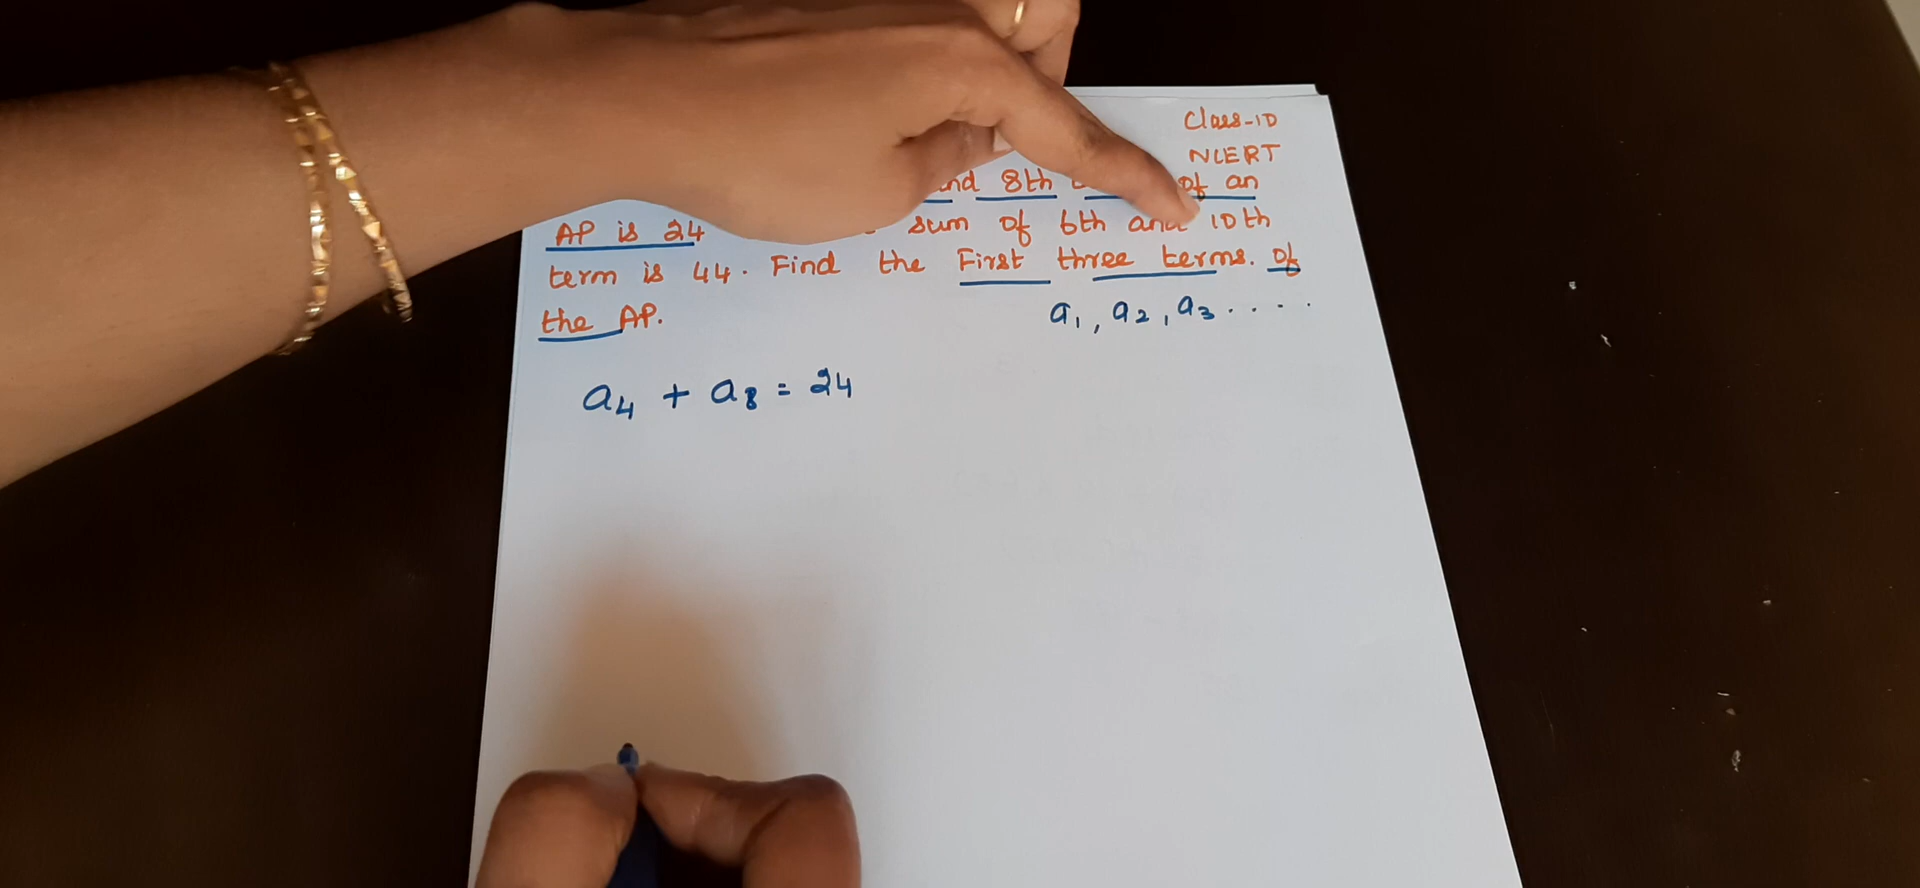 Class-10
NCERT
and 8th of an
AP is 24 sum of 6th and 10th
term is 44. Find the First three terms. Of
the AP.
a₁, a₂, a₃....
a₄ + a₈ = 24